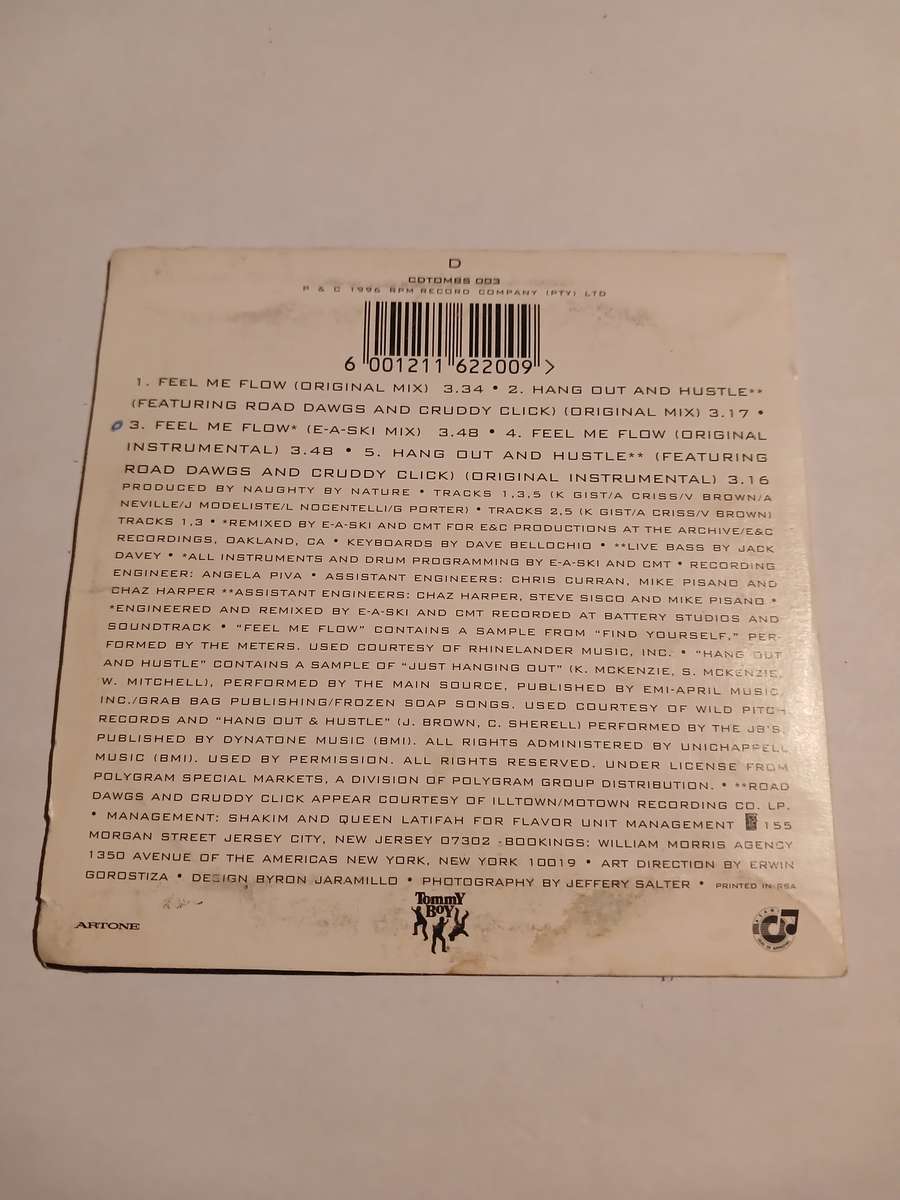 D
CDTOMBS 003
P & C 1996 RPM RECORD COMPANY (PTY) LTD
6 001211 622009 >
1. FEEL ME FLOW (ORIGINAL MIX) 3.34 • 2. HANG OUT AND HUSTLE**
(FEATURING ROAD DAWGS AND CRUDDY CLICK) (ORIGINAL MIX) 3.17 •
3. FEEL ME FLOW* (E-A-SKI MIX) 3.48 • 4. FEEL ME FLOW (ORIGINAL
INSTRUMENTAL) 3.48 • 5. HANG OUT AND HUSTLE** (FEATURING
ROAD DAWGS AND CRUDDY CLICK) (ORIGINAL INSTRUMENTAL) 3.16
PRODUCED BY NAUGHTY BY NATURE • TRACKS 1,3,5 (K GIST/A CRISS/V BROWN/A
NEVILLE/J MODELISTE/L NOCENTELLI/G PORTER) • TRACKS 2,5 (K GIST/A CRISS/V BROWN)
TRACKS 1,3 • *REMIXED BY E-A-SKI AND CMT FOR E&C PRODUCTIONS AT THE ARCHIVE/E&C
RECORDINGS, OAKLAND, CA • KEYBOARDS BY DAVE BELLOCHIO • **LIVE BASS BY JACK
DAVEY • *ALL INSTRUMENTS AND DRUM PROGRAMMING BY E-A-SKI AND CMT • RECORDING
ENGINEER: ANGELA PIVA • ASSISTANT ENGINEERS: CHRIS CURRAN, MIKE PISANO AND
CHAZ HARPER **ASSISTANT ENGINEERS: CHAZ HARPER, STEVE SISCO AND MIKE PISANO •
*ENGINEERED AND REMIXED BY E-A-SKI AND CMT RECORDED AT BATTERY STUDIOS AND
SOUNDTRACK • "FEEL ME FLOW" CONTAINS A SAMPLE FROM "FIND YOURSELF," PER-
FORMED BY THE METERS. USED COURTESY OF RHINELANDER MUSIC, INC. • "HANG OUT
AND HUSTLE" CONTAINS A SAMPLE OF "JUST HANGING OUT" (K. MCKENZIE, S. MCKENZIE,
W. MITCHELL), PERFORMED BY THE MAIN SOURCE, PUBLISHED BY EMI-APRIL MUSIC,
INC./GRAB BAG PUBLISHING/FROZEN SOAP SONGS. USED COURTESY OF WILD PITCH
RECORDS AND "HANG OUT & HUSTLE" (J. BROWN, C. SHERELL) PERFORMED BY THE JB'S,
PUBLISHED BY DYNATONE MUSIC (BMI). ALL RIGHTS ADMINISTERED BY UNICHAPPELL
MUSIC (BMI). USED BY PERMISSION. ALL RIGHTS RESERVED. UNDER LICENSE FROM
POLYGRAM SPECIAL MARKETS, A DIVISION OF POLYGRAM GROUP DISTRIBUTION. • **ROAD
DAWGS AND CRUDDY CLICK APPEAR COURTESY OF ILLTOWN/MOTOWN RECORDING CO. LP.
• MANAGEMENT: SHAKIM AND QUEEN LATIFAH FOR FLAVOR UNIT MANAGEMENT 155
MORGAN STREET JERSEY CITY, NEW JERSEY 07302 • BOOKINGS: WILLIAM MORRIS AGENCY
1350 AVENUE OF THE AMERICAS NEW YORK, NEW YORK 10019 • ART DIRECTION BY ERWIN
GOROSTIZA • DESIGN BYRON JARAMILLO • PHOTOGRAPHY BY JEFFERY SALTER • PRINTED IN RSA
ARTONE
TOMMY
BOY